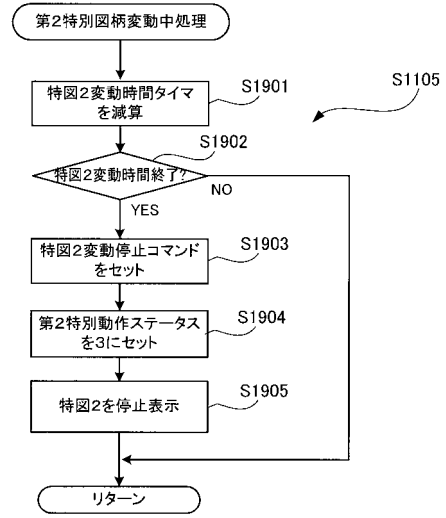 第2特別図柄変動中処理
S1901
特図2変動時間タイマ
を減算
S1105
S1902
特図2変動時間終了?
NO
YES
S1903
特図2変動停止コマンド
をセット
S1904
第2特別動作ステータス
を3にセット
S1905
特図2を停止表示
リターン